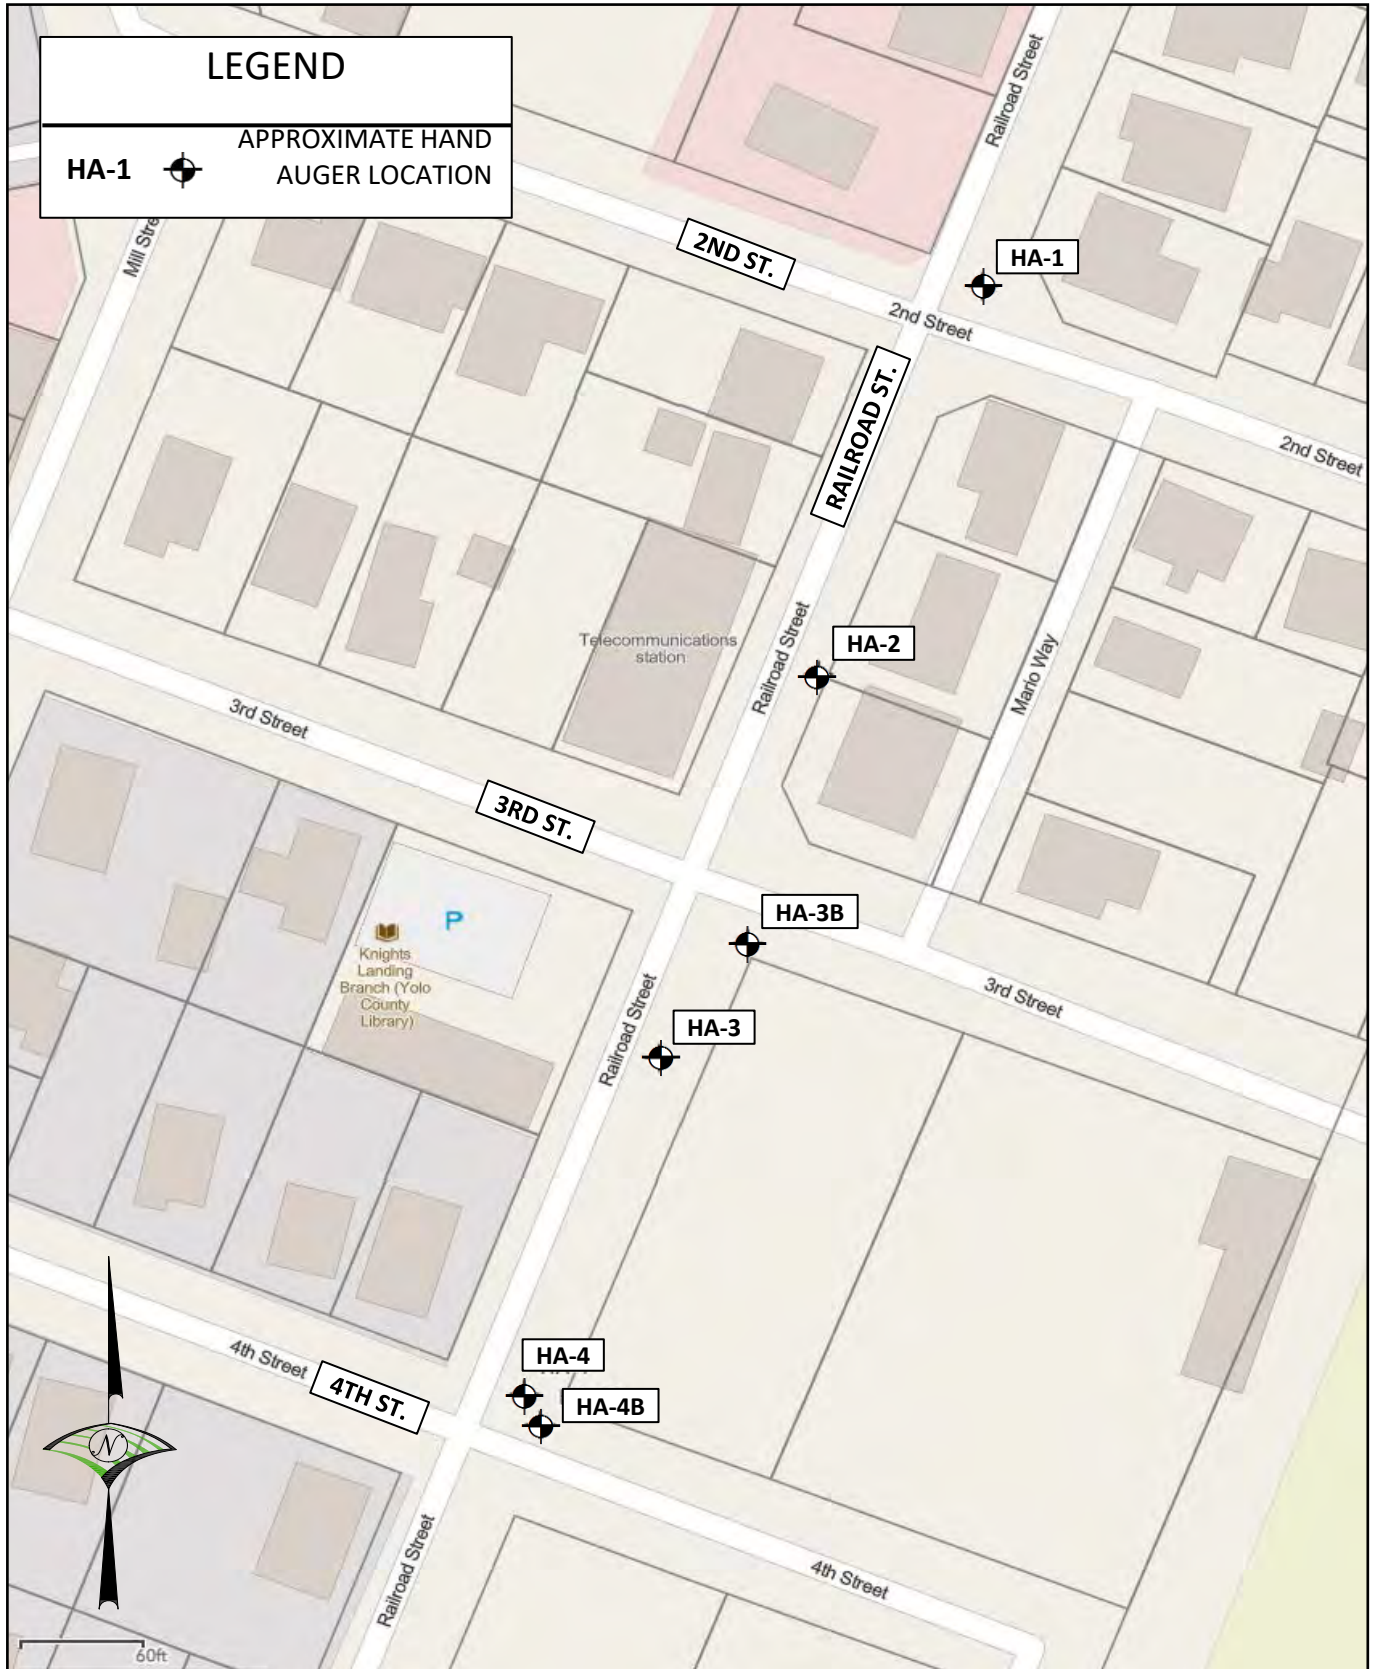 LEGEND
HA-1
APPROXIMATE HAND
AUGER LOCATION
Railroad Street
Mill Stre
2ND ST.
HA-1
2nd Street
RAILROAD ST.
2nd Street
Telecommunications
station
Railroad Street
HA-2
Mario Way
3rd Street
3RD ST.
HA-3B
P
Knights
Landing
Branch (Yolo
County
Library)
3rd Street
HA-3
Railroad Street
HA-4
4th Street
4TH ST.
HA-4B
N
4th Street
Railroad Street
60ft